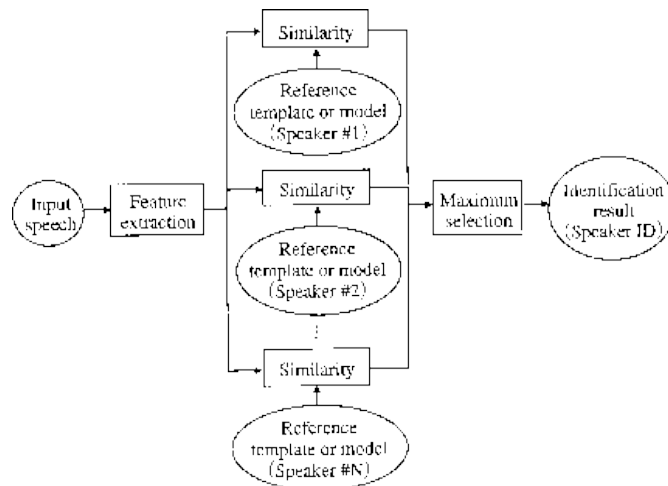 Similarity
Reference
template or model
(Speaker #1)
Input
speech
Feature
extraction
Similarity
Reference
template or model
(Speaker #2)
Maximum
selection
Identification
result
(Speaker ID)
Similarity
Reference
template or model
(Speaker #N)